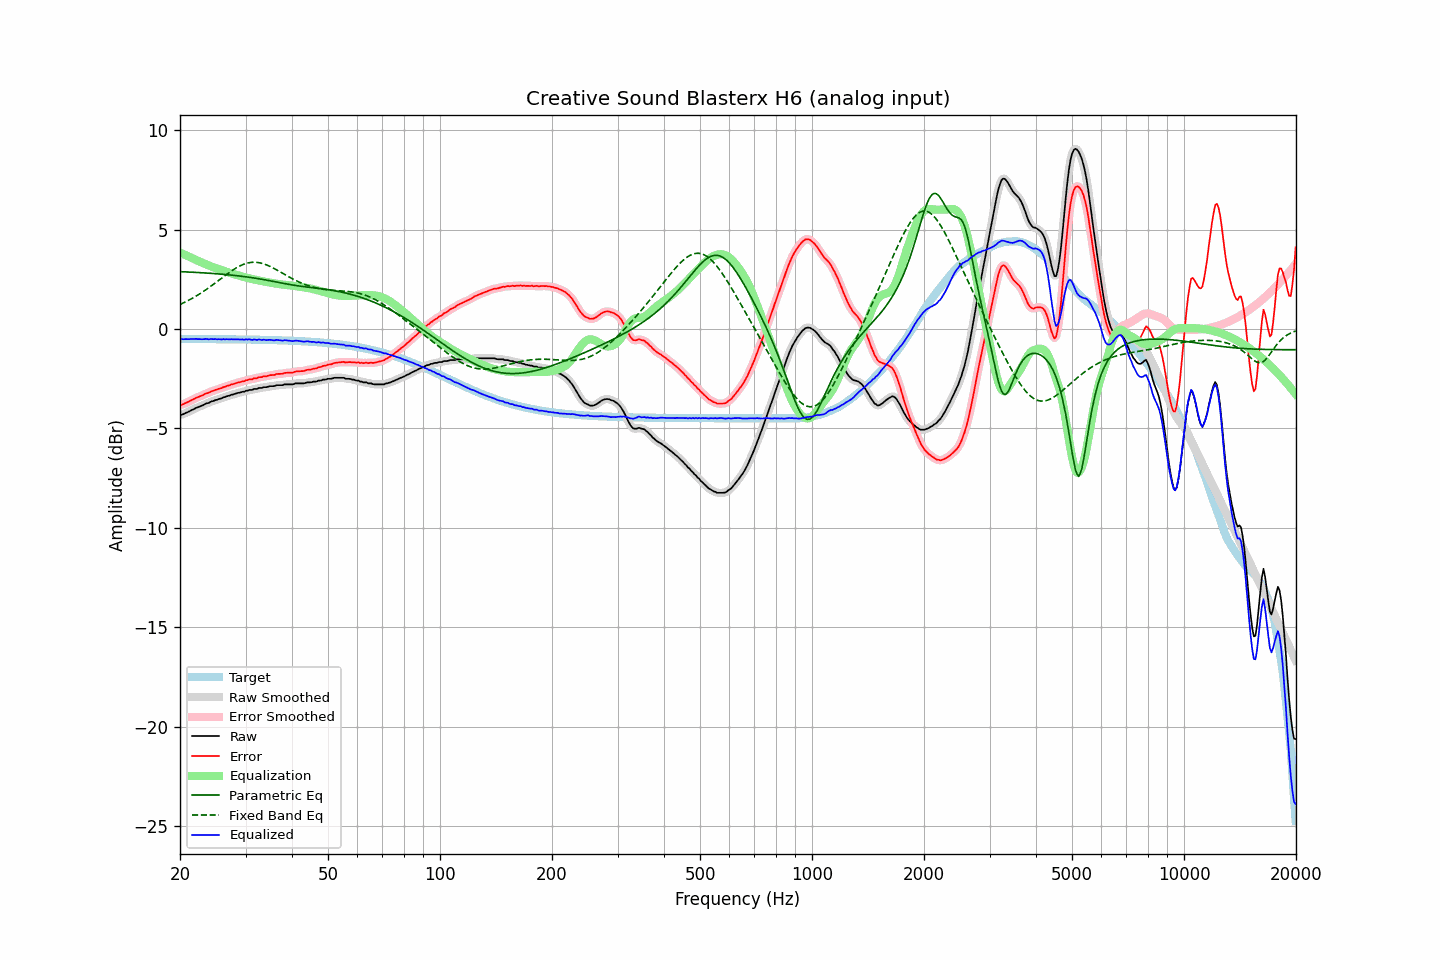 Creative Sound Blasterx H6 (analog input)
10
5
0
−5
−10
−15
−20
−25
Amplitude (dBr)
Target
Raw Smoothed
Error Smoothed
Raw
Error
Equalization
Parametric Eq
Fixed Band Eq
Equalized
20 50 100 200 500 1000 2000 5000 10000 20000
Frequency (Hz)